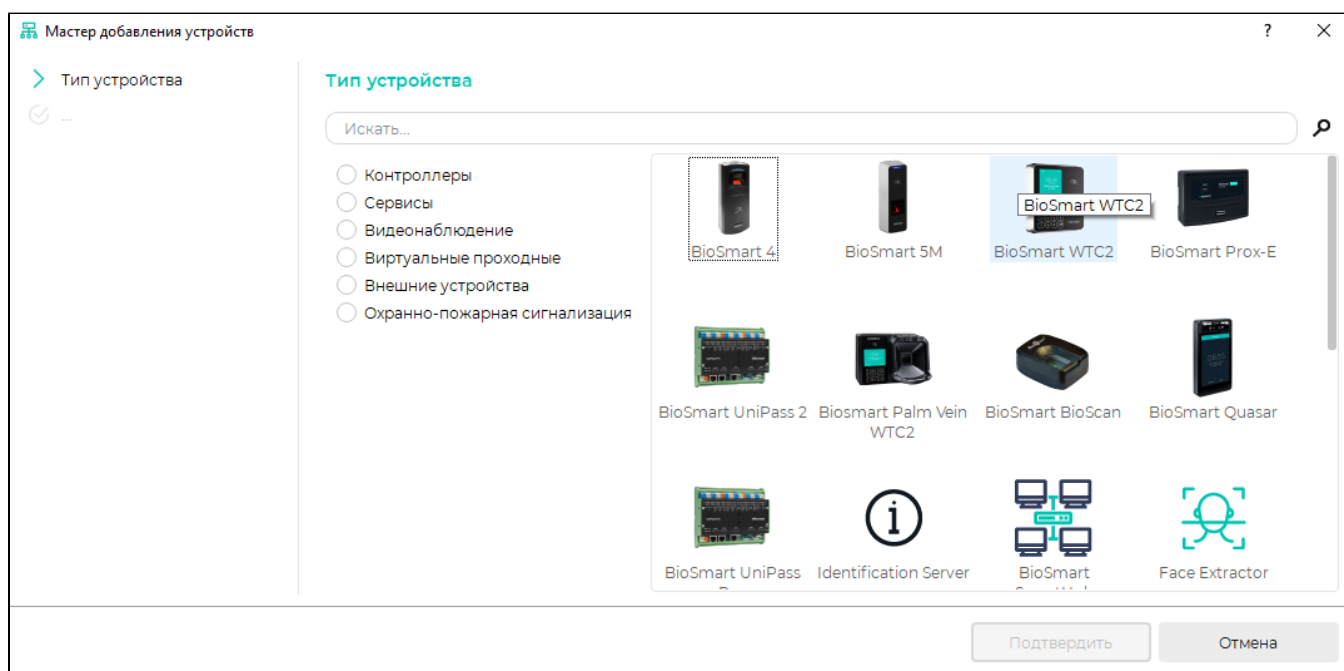 Мастер добавления устройств
?
Тип устройства
...
Тип устройства
Искать...
Контроллеры
Сервисы
Видеонаблюдение
Виртуальные проходные
Внешние устройства
Охранно-пожарная сигнализация
BioSmart WTC2
BioSmart 4
BioSmart 5M
BioSmart WTC2
BioSmart Prox-E
BioSmart UniPass 2
Biosmart Palm Vein
WTC2
BioSmart BioScan
BioSmart Quasar
BioSmart UniPass
Identification Server
BioSmart
Face Extractor
Подтвердить
Отмена